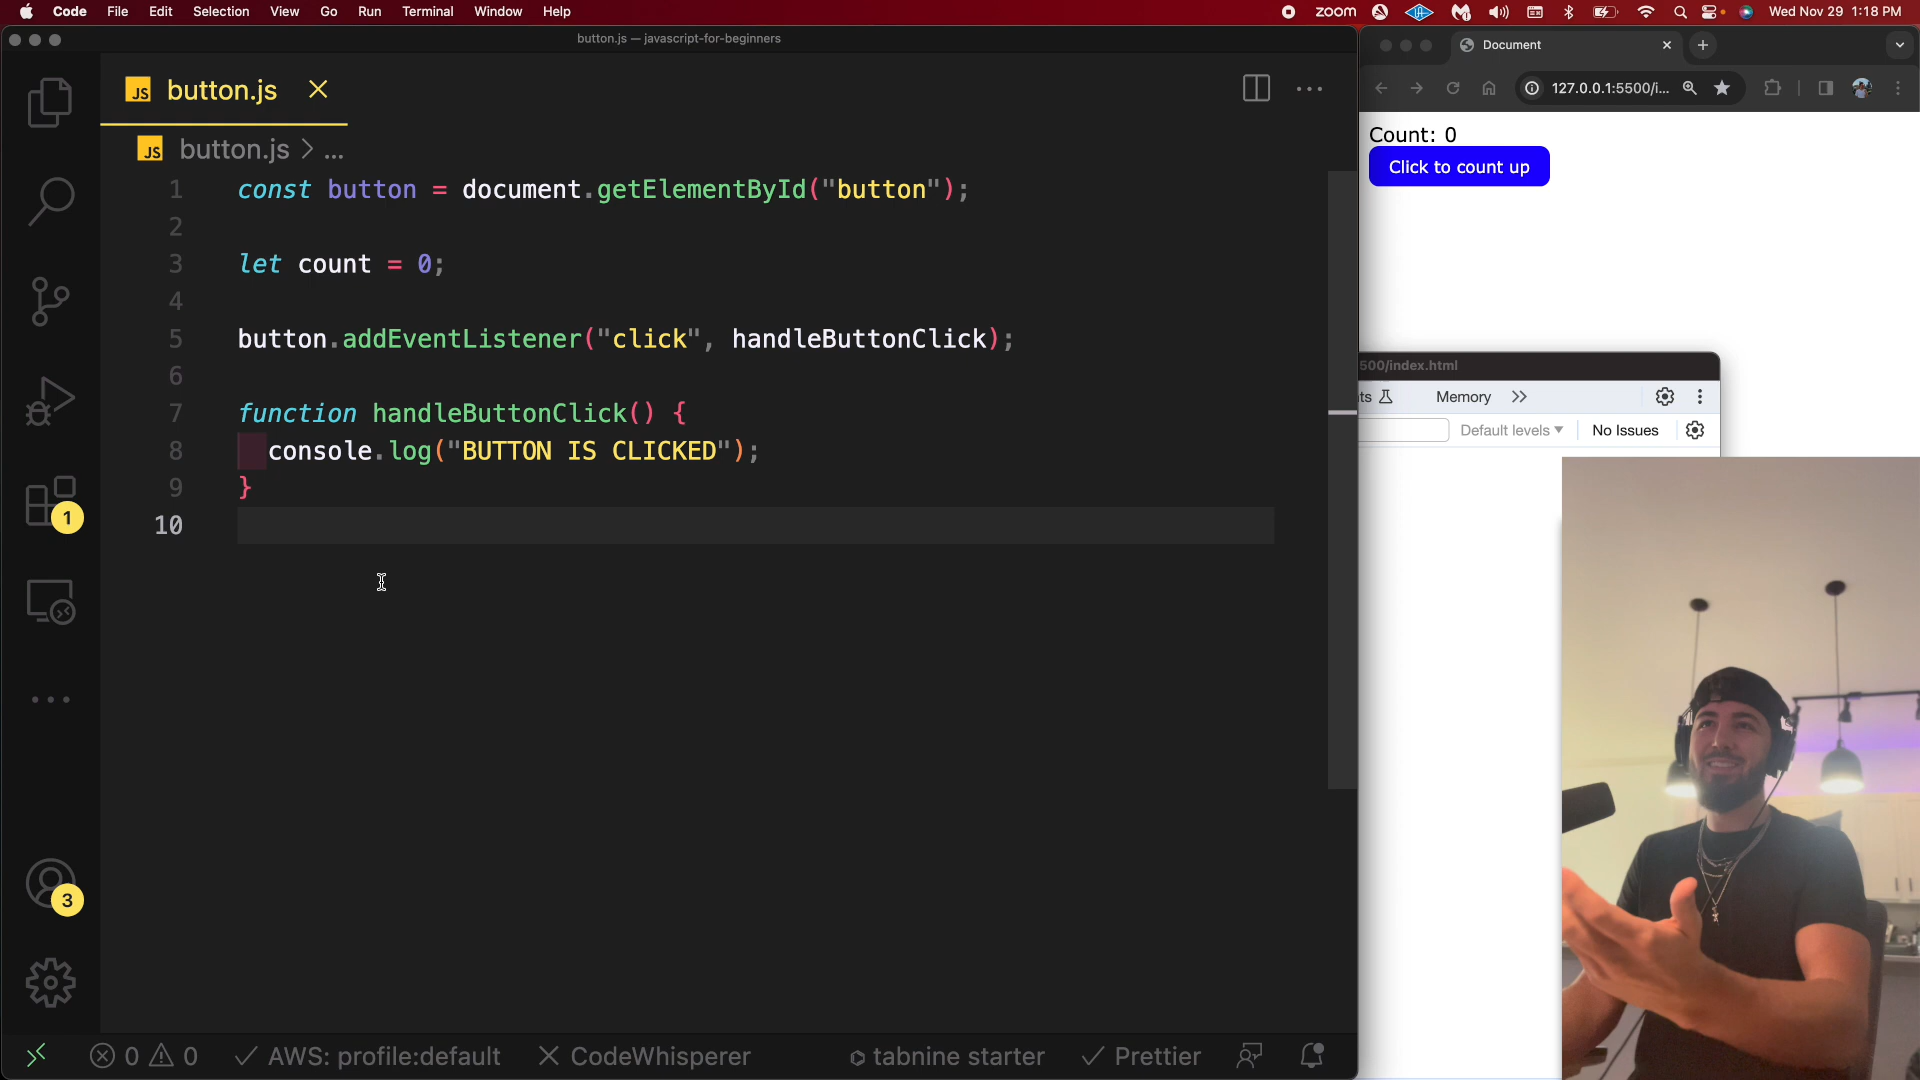 Code File Edit Selection View Go Run Terminal Window Help
zoom Wed Nov 29 1:18 PM
button.js — javascript-for-beginners
JS button.js
JS button.js > ...
1 const button = document.getElementById("button");
2
3 let count = 0;
4
5 button.addEventListener("click", handleButtonClick);
6
7 function handleButtonClick() {
8 console.log("BUTTON IS CLICKED");
9 }
10
1
3
0 0 AWS: profile:default CodeWhisperer tabnine starter Prettier
Document
127.0.0.1:5500/i...
Count: 0
Click to count up
500/index.html
ts Memory
Default levels No Issues